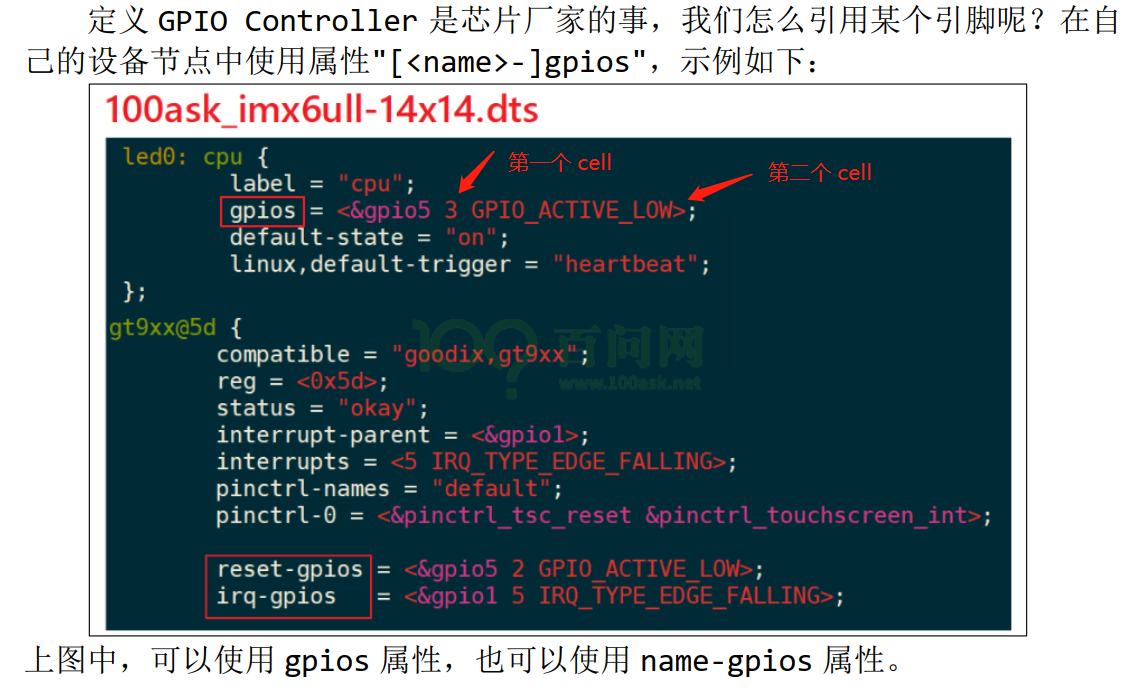 定义 GPIO Controller 是芯片厂家的事，我们怎么引用某个引脚呢？在自
己的设备节点中使用属性"[<name>-]gpios"，示例如下：
100ask_imx6ull-14x14.dts
led0: cpu {
第一个 cell
第二个 cell
label = "cpu";
gpios = <&gpio5 3 GPIO_ACTIVE_LOW>;
default-state = "on";
linux,default-trigger = "heartbeat";
};
gt9xx@5d {
100? 百问网
compatible = "goodix,gt9xx";
www.100ask.net
reg = <0x5d>;
status = "okay";
interrupt-parent = <&gpio1>;
interrupts = <5 IRQ_TYPE_EDGE_FALLING>;
pinctrl-names = "default";
pinctrl-0 = <&pinctrl_tsc_reset &pinctrl_touchscreen_int>;
reset-gpios = <&gpio5 2 GPIO_ACTIVE_LOW>;
irq-gpios = <&gpio1 5 IRQ_TYPE_EDGE_FALLING>;
上图中，可以使用 gpios 属性，也可以使用 name-gpios 属性。